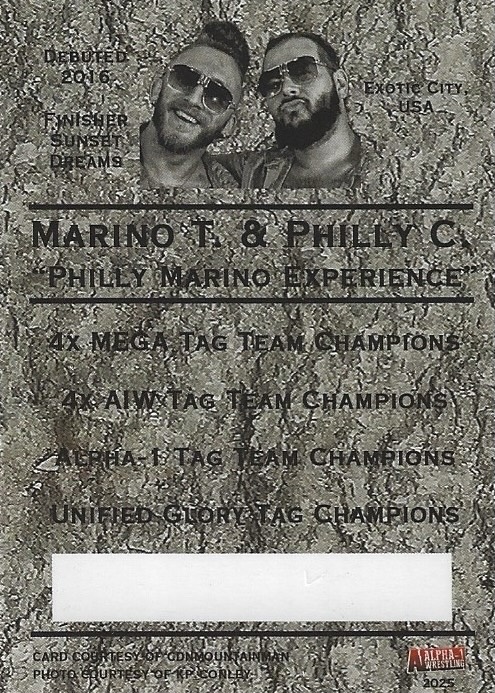 Debuted
2016
Finisher
Sunset
Dreams
Exotic City,
USA
Marino T. & Philly C.
"Philly Marino Experience"
4x MEGA Tag Team Champions
4x AIW Tag Team Champions
Alpha-1 Tag Team Champions
Unified Glory Tag Champions
CARD COURTESY OF CDNMOUNTAINMAN
PHOTO COURTESY OF KP CONLEY
ALPHA-1
WRESTLING
2025